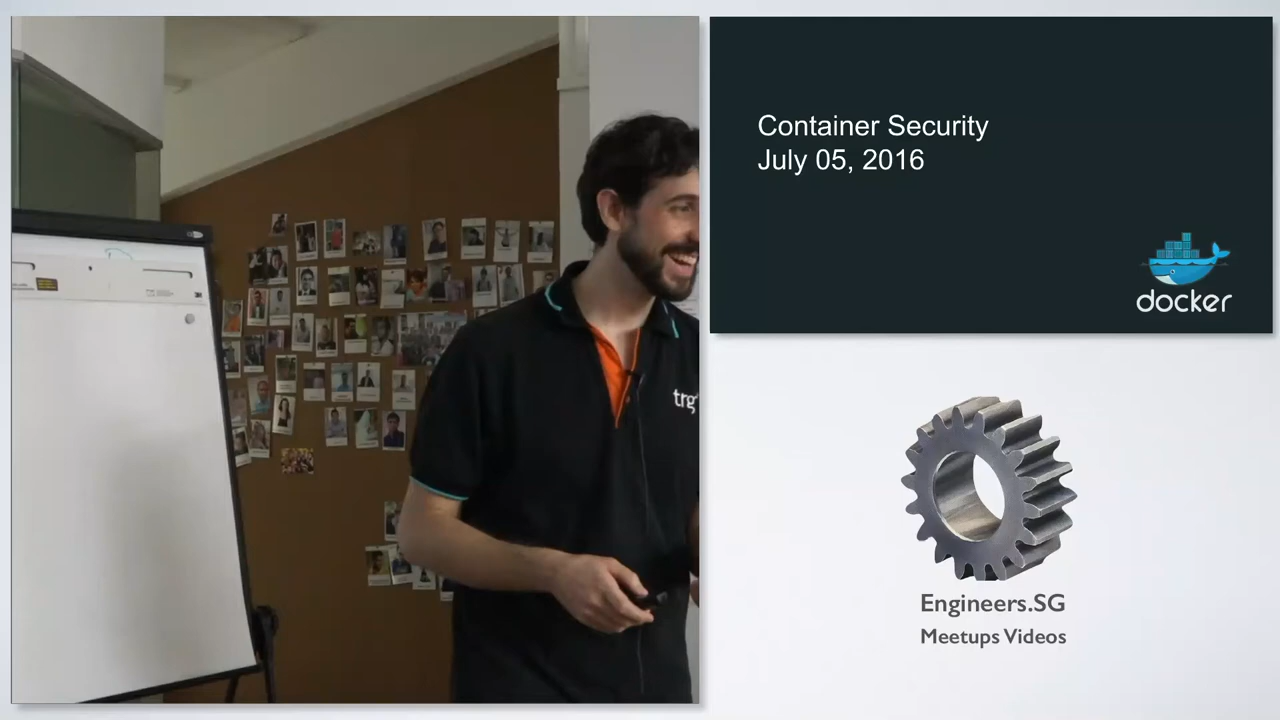 trg
Container Security
July 05, 2016
docker
Engineers.SG
Meetups Videos